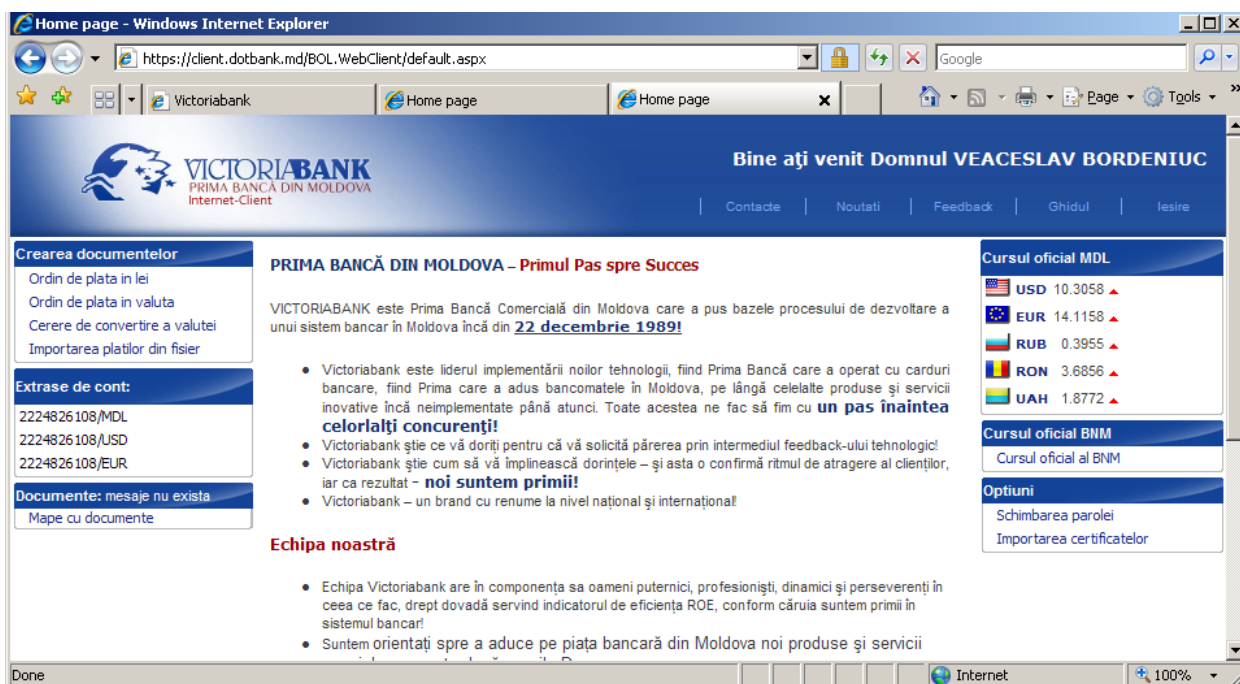 Home page - Windows Internet Explorer
https://client.dotbank.md/BOL.WebClient/default.aspx
Google
Victoriabank
Home page
Home page
Page
Tools
VICTORIABANK
PRIMA BANCĂ DIN MOLDOVA
Internet-Client
Bine aţi venit Domnul VEACESLAV BORDENIUC
Contacte | Noutati | Feedback | Ghidul | Iesire
Crearea documentelor
Ordin de plata in lei
Ordin de plata in valuta
Cerere de convertire a valutei
Importarea platilor din fisier
Extrase de cont:
2224826108/MDL
2224826108/USD
2224826108/EUR
Documente: mesaje nu exista
Mape cu documente
PRIMA BANCĂ DIN MOLDOVA – Primul Pas spre Succes
VICTORIABANK este Prima Bancă Comercială din Moldova care a pus bazele procesului de dezvoltare a
unui sistem bancar în Moldova încă din 22 decembrie 1989!
• Victoriabank este liderul implementării noilor tehnologii, fiind Prima Bancă care a operat cu carduri
bancare, fiind Prima care a adus bancomatele în Moldova, pe lângă celelalte produse şi servicii
inovative încă neimplementate până atunci. Toate acestea ne fac să fim cu un pas înaintea
celorlalţi concurenţi!
• Victoriabank ştie ce vă doriţi pentru că vă solicită părerea prin intermediul feedback-ului tehnologic!
• Victoriabank ştie cum să vă împlinească dorinţele – şi asta o confirmă ritmul de atragere al clienţilor,
iar ca rezultat - noi suntem primii!
• Victoriabank – un brand cu renume la nivel naţional şi internaţional!
Echipa noastră
• Echipa Victoriabank are în componenţa sa oameni puternici, profesionişti, dinamici şi perseverenţi în
ceea ce fac, drept dovadă servind indicatorul de eficienţa ROE, conform căruia suntem primii în
sistemul bancar!
• Suntem orientaţi spre a aduce pe piaţa bancară din Moldova noi produse şi servicii
Cursul oficial MDL
USD 10.3058
EUR 14.1158
RUB 0.3955
RON 3.6856
UAH 1.8772
Cursul oficial BNM
Cursul oficial al BNM
Optiuni
Schimbarea parolei
Importarea certificatelor
Done
Internet
100%